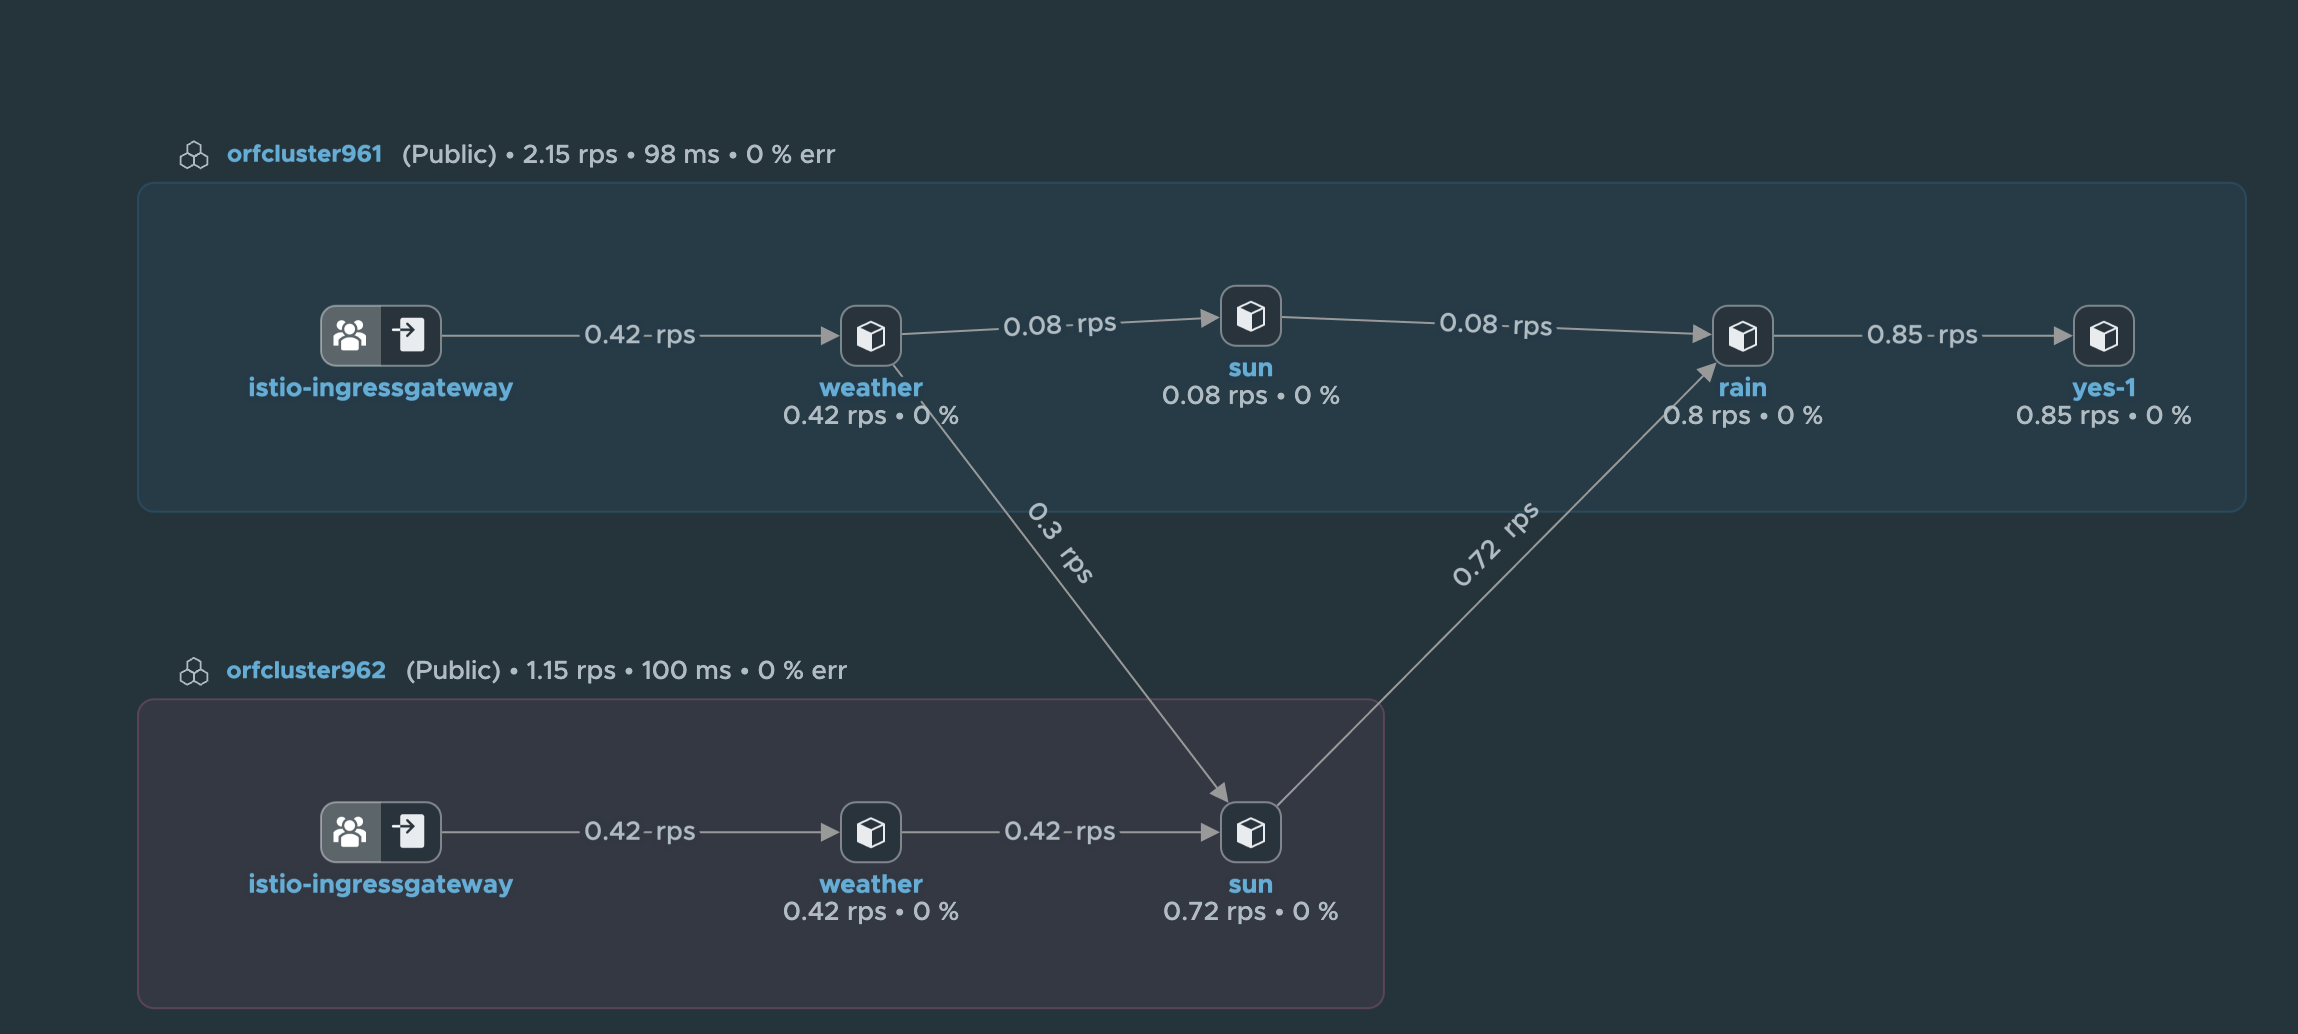 orfcluster961 (Public) • 2.15 rps • 98 ms • 0 % err
istio-ingressgateway
0.42-rps
weather
0.42 rps • 0 %
0.08-rps
sun
0.08 rps • 0 %
0.08-rps
rain
0.8 rps • 0 %
0.85-rps
yes-1
0.85 rps • 0 %
0.3 rps
0.72 rps
orfcluster962 (Public) • 1.15 rps • 100 ms • 0 % err
istio-ingressgateway
0.42-rps
weather
0.42 rps • 0 %
0.42-rps
sun
0.72 rps • 0 %